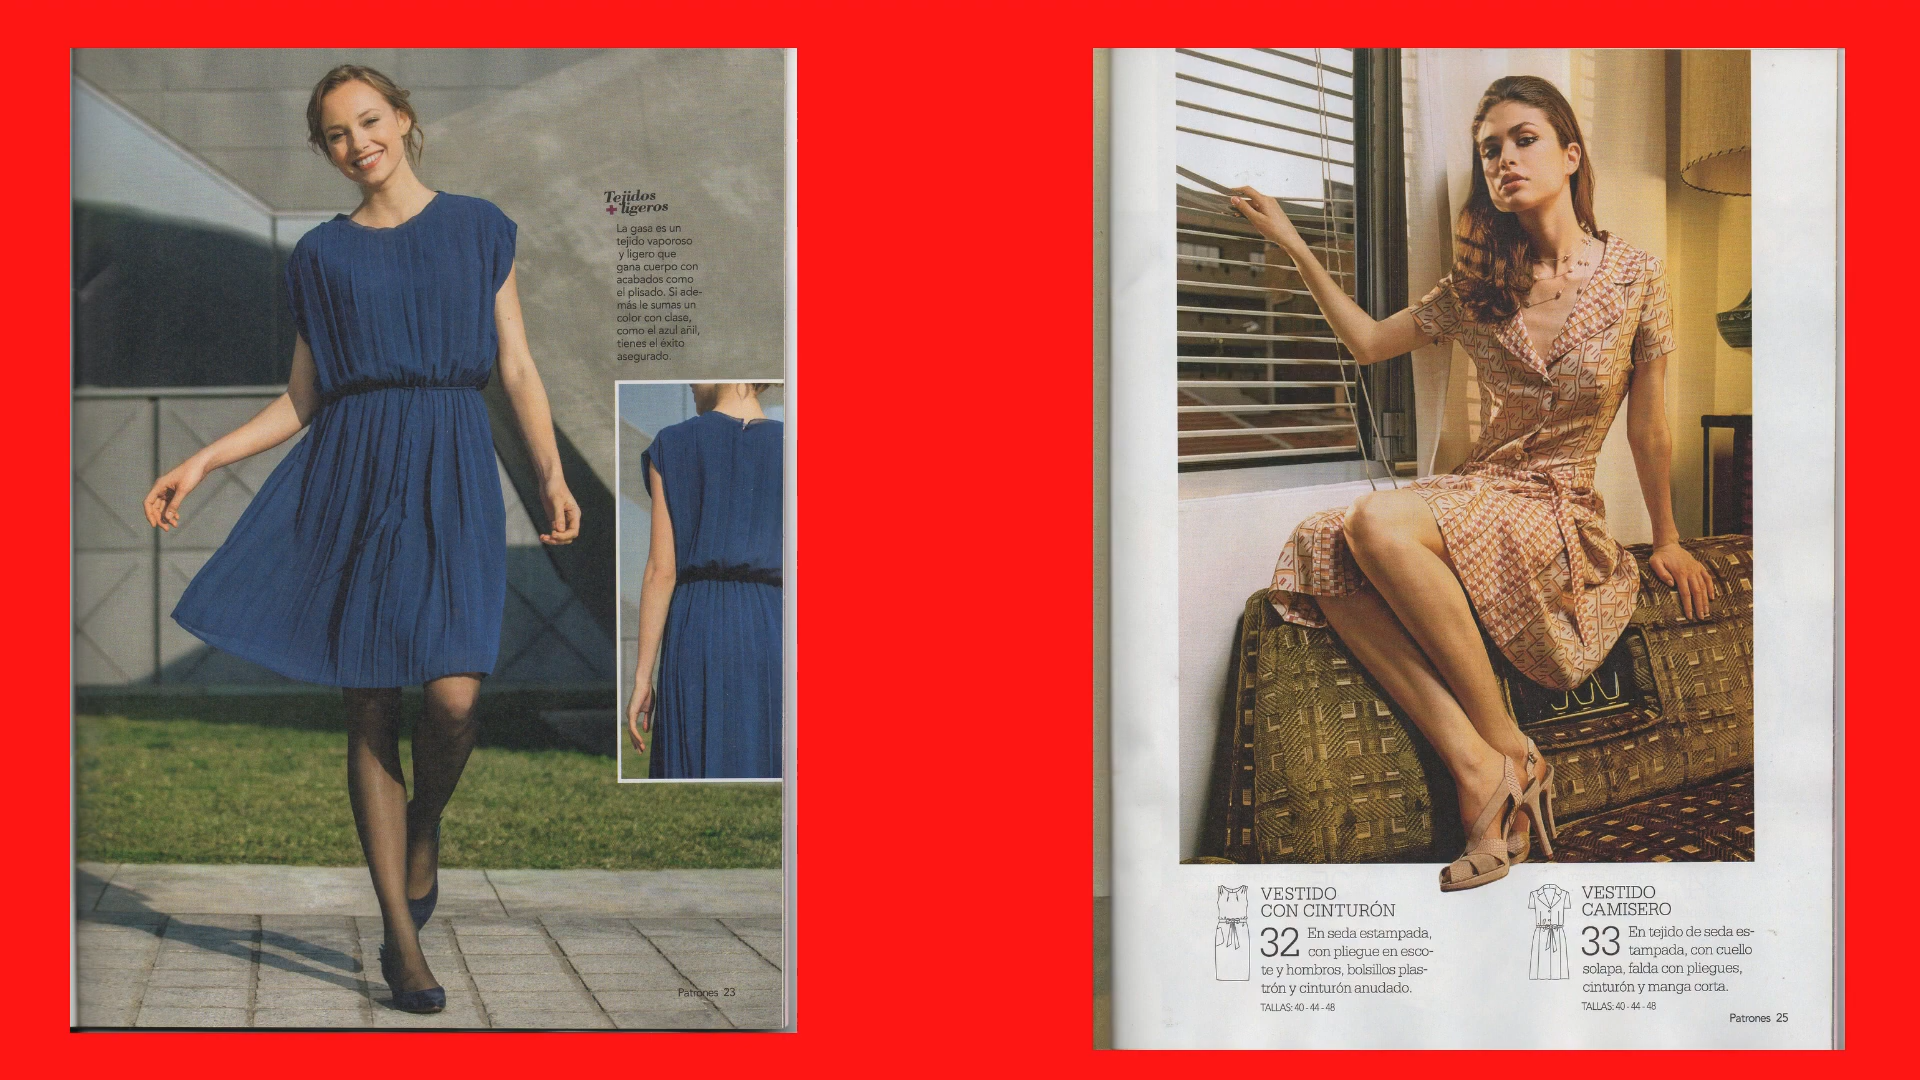 Tejidos
+ ligeros
La gasa es un
tejido vaporoso
y ligero que
gana cuerpo con
acabados como
el plisado. Si ade-
más le sumas un
color con clase,
como el azul añil,
tienes el éxito
asegurado.
Patrones 23
VESTIDO
CON CINTURÓN
32 En seda estampada,
con pliegue en esco-
te y hombros, bolsillos plas-
trón y cinturón anudado.
TALLAS: 40 - 44 - 48
VESTIDO
CAMISERO
33 En tejido de seda es-
tampada, con cuello
solapa, falda con pliegues,
cinturón y manga corta.
TALLAS: 40 - 44 - 48
Patrones 25